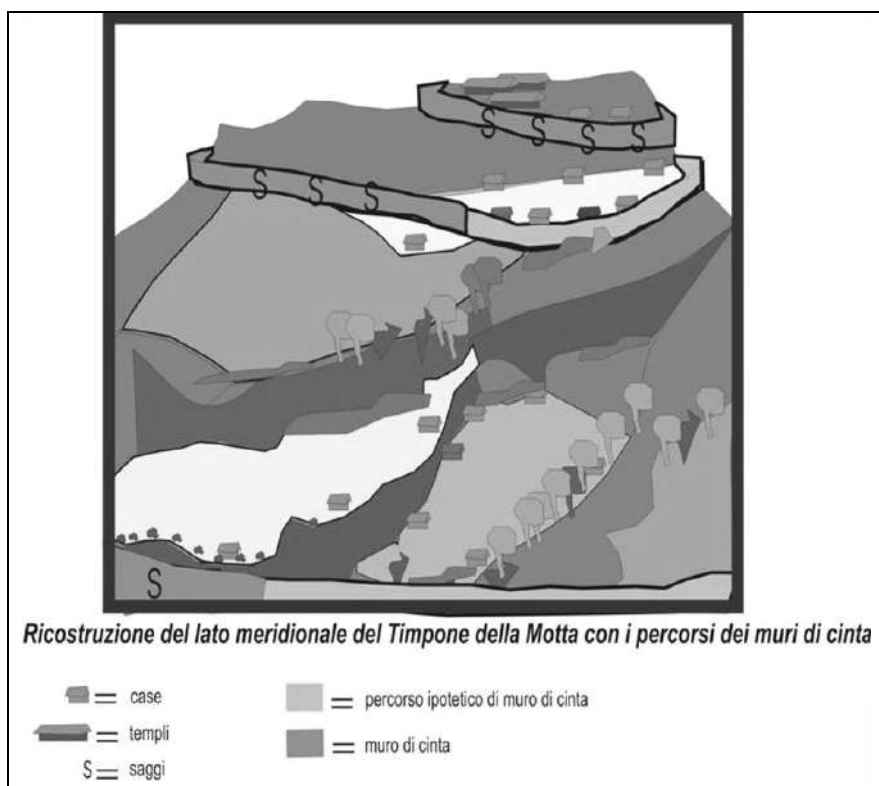 S S S S
S S S
S
Ricostruzione del lato meridionale del Timpone della Motta con i percorsi dei muri di cinta
= case
= percorso ipotetico di muro di cinta
= templi
= muro di cinta
S = saggi